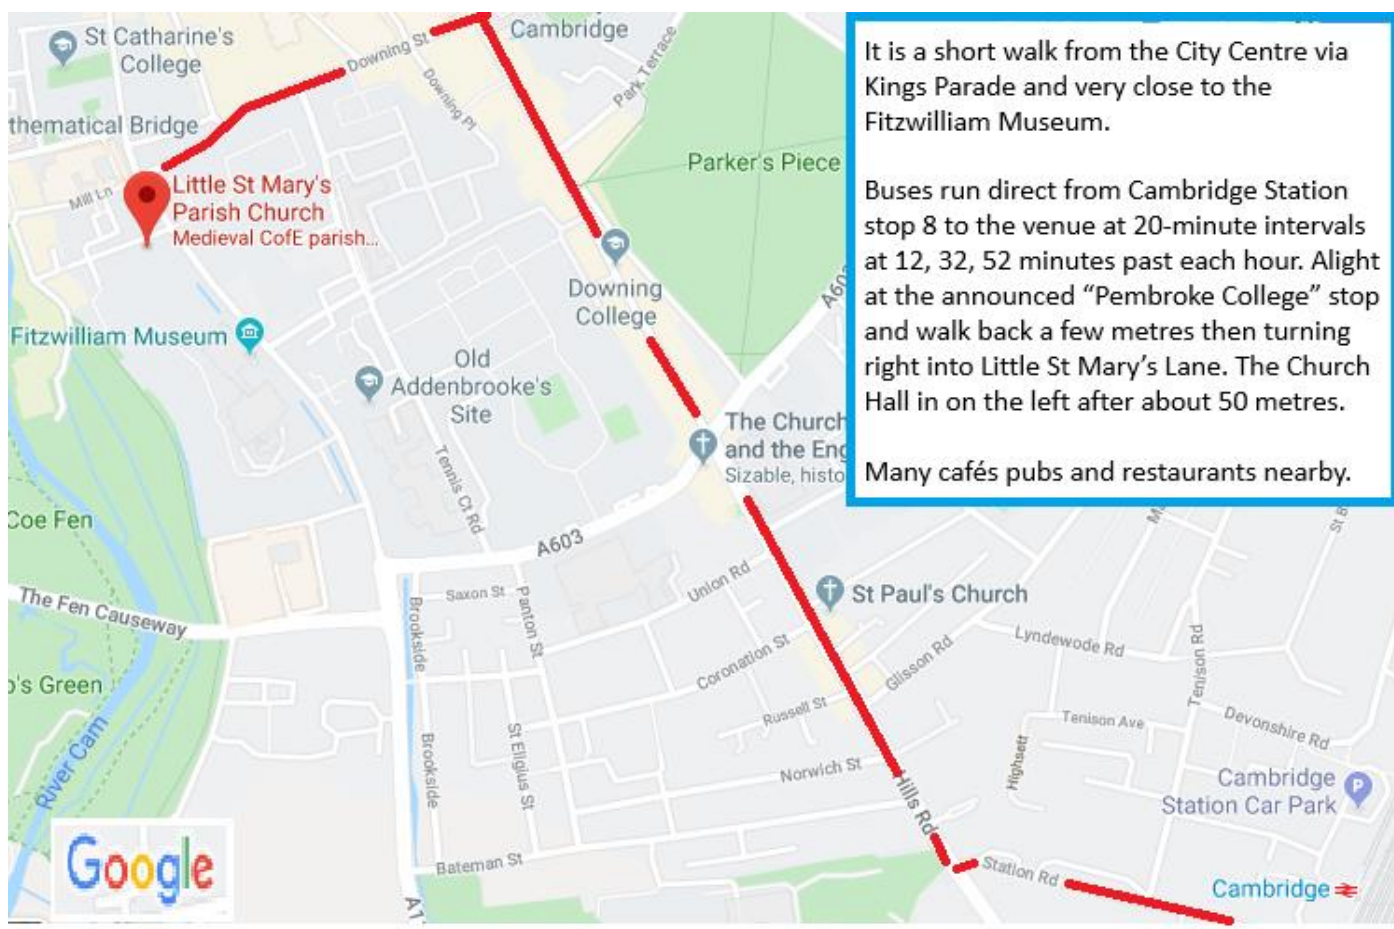 St Catharine's
College
Downing St
Cambridge
Park Terrace
Downing Pl
thematical Bridge
Parker's Piece
Mill Ln
Little St Mary's
Parish Church
Medieval CofE parish...
Downing
College
Fitzwilliam Museum
Old
Addenbrooke's
Site
The Church
and the Eng
Sizable, histo
Tennis Ct Rd
Coe Fen
A603
The Fen Causeway
Saxon St
Union Rd
St Paul's Church
Brookside
Panton St
Lyndewode Rd
Tenison Rd
Coronation St
Glisson Rd
o's Green
Russell St
Tenison Ave
Devonshire Rd
River Cam
Brookside
St Eligius St
Norwich St
Highsett
Hills Rd
Cambridge
Station Car Park
Google
Bateman St
Station Rd
Cambridge
It is a short walk from the City Centre via
Kings Parade and very close to the
Fitzwilliam Museum.
Buses run direct from Cambridge Station
stop 8 to the venue at 20-minute intervals
at 12, 32, 52 minutes past each hour. Alight
at the announced “Pembroke College” stop
and walk back a few metres then turning
right into Little St Mary’s Lane. The Church
Hall in on the left after about 50 metres.
Many cafés pubs and restaurants nearby.